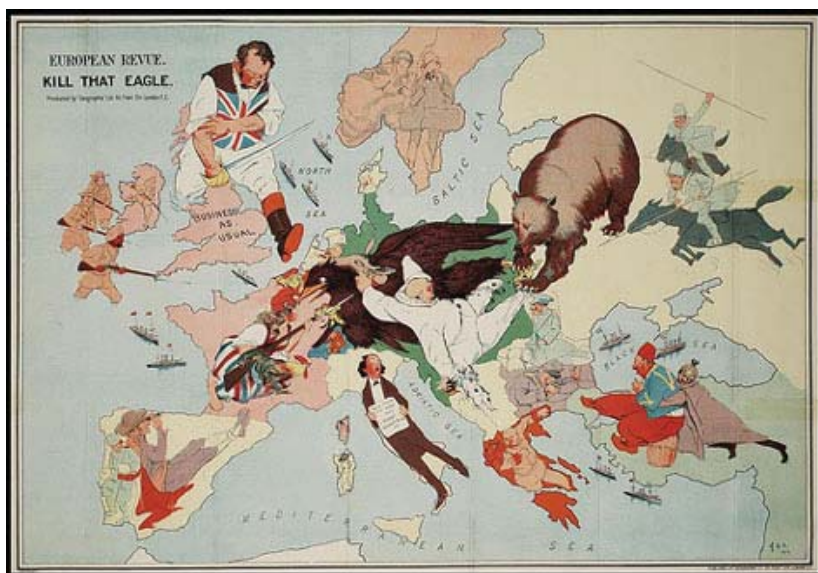 EUROPEAN REVUE.
KILL THAT EAGLE.
NORTH
SEA
BALTIC SEA
BUSINESS
AS
USUAL
BLACK SEA
ADRIATIC SEA
MEDITERRANEAN SEA